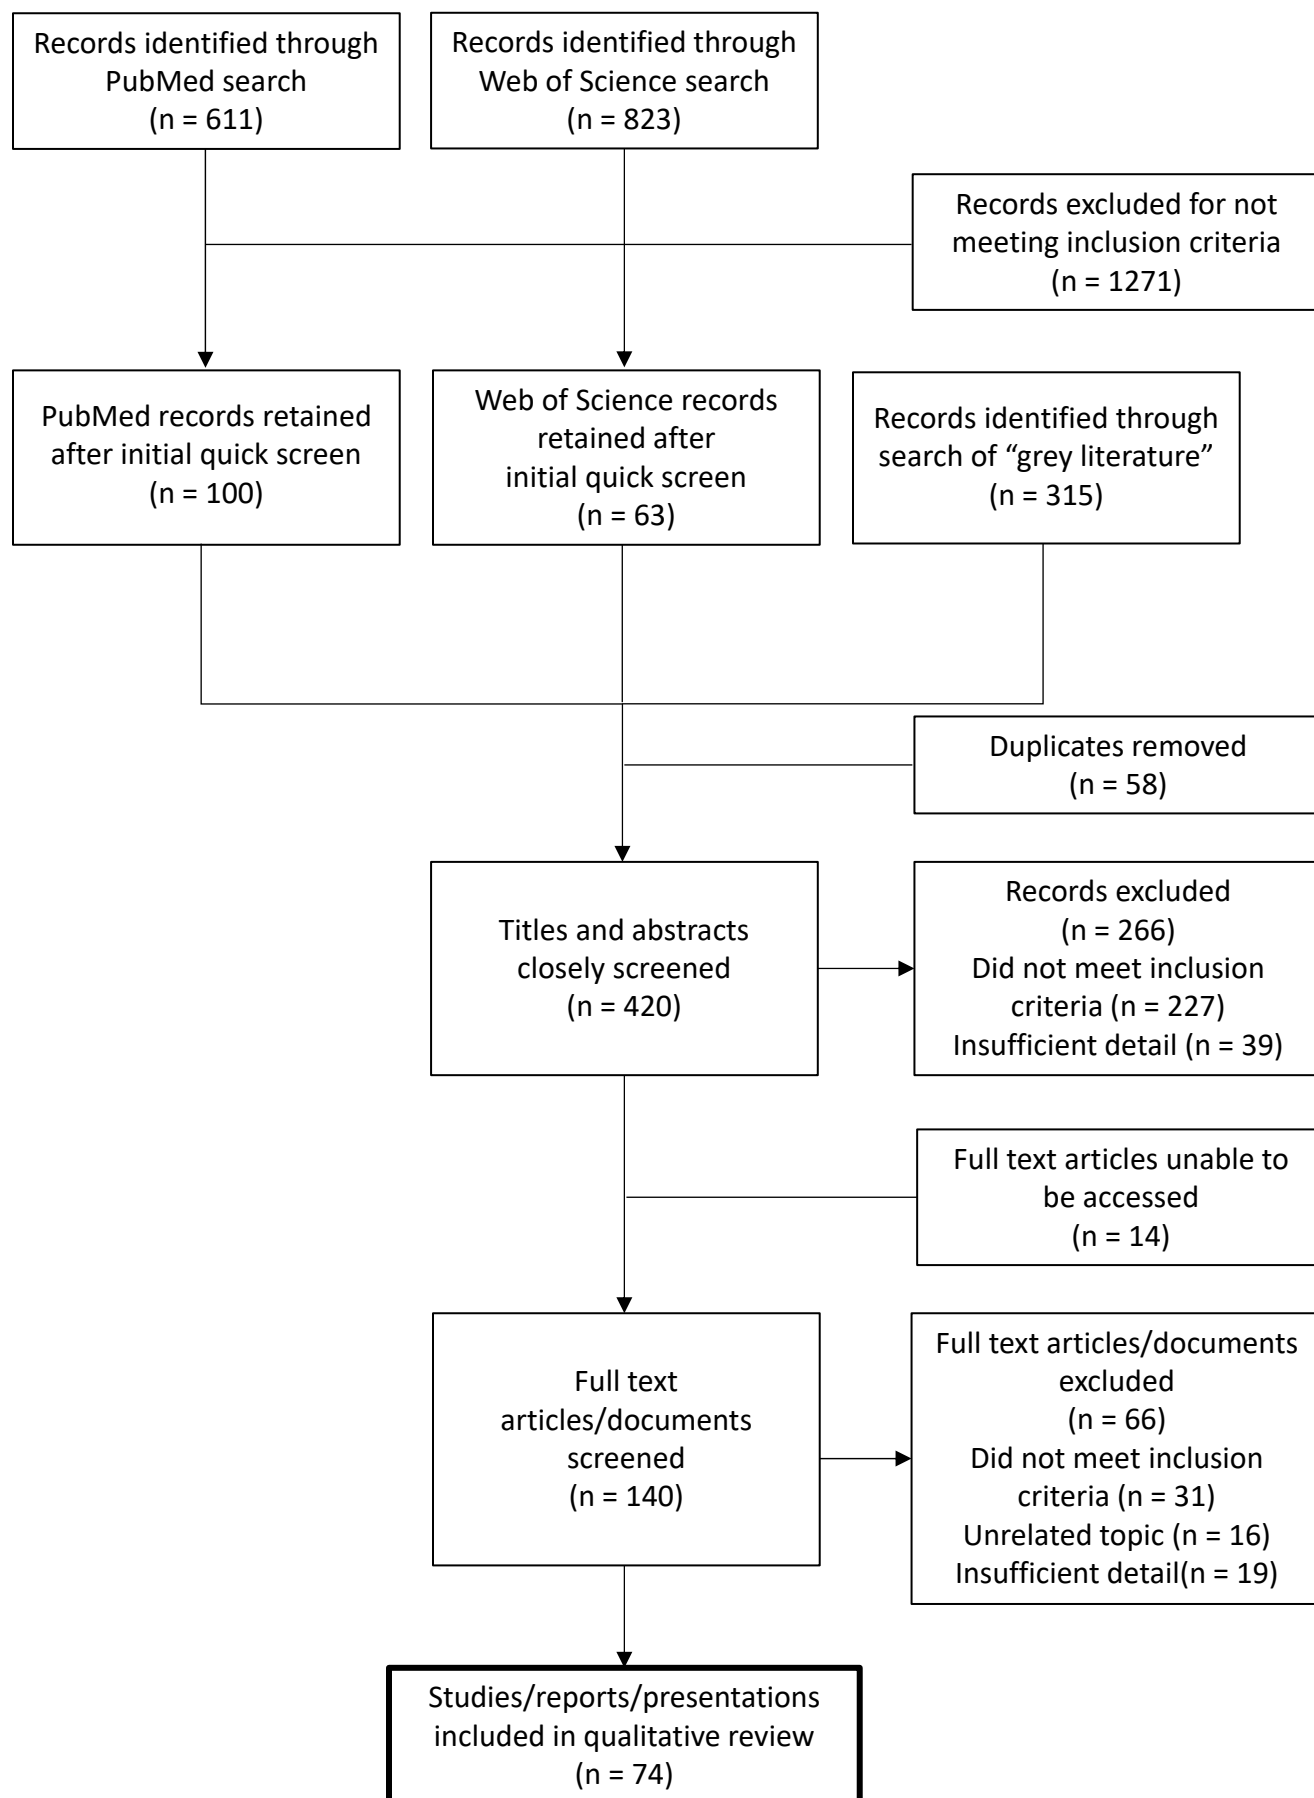 Records identified through
PubMed search
(n = 611)
Records identified through
Web of Science search
(n = 823)
Records excluded for not
meeting inclusion criteria
(n = 1271)
PubMed records retained
after initial quick screen
(n = 100)
Web of Science records
retained after
initial quick screen
(n = 63)
Records identified through
search of “grey literature”
(n = 315)
Duplicates removed
(n = 58)
Titles and abstracts
closely screened
(n = 420)
Records excluded
(n = 266)
Did not meet inclusion
criteria (n = 227)
Insufficient detail (n = 39)
Full text articles unable to
be accessed
(n = 14)
Full text
articles/documents
screened
(n = 140)
Full text articles/documents
excluded
(n = 66)
Did not meet inclusion
criteria (n = 31)
Unrelated topic (n = 16)
Insufficient detail(n = 19)
Studies/reports/presentations
included in qualitative review
(n = 74)